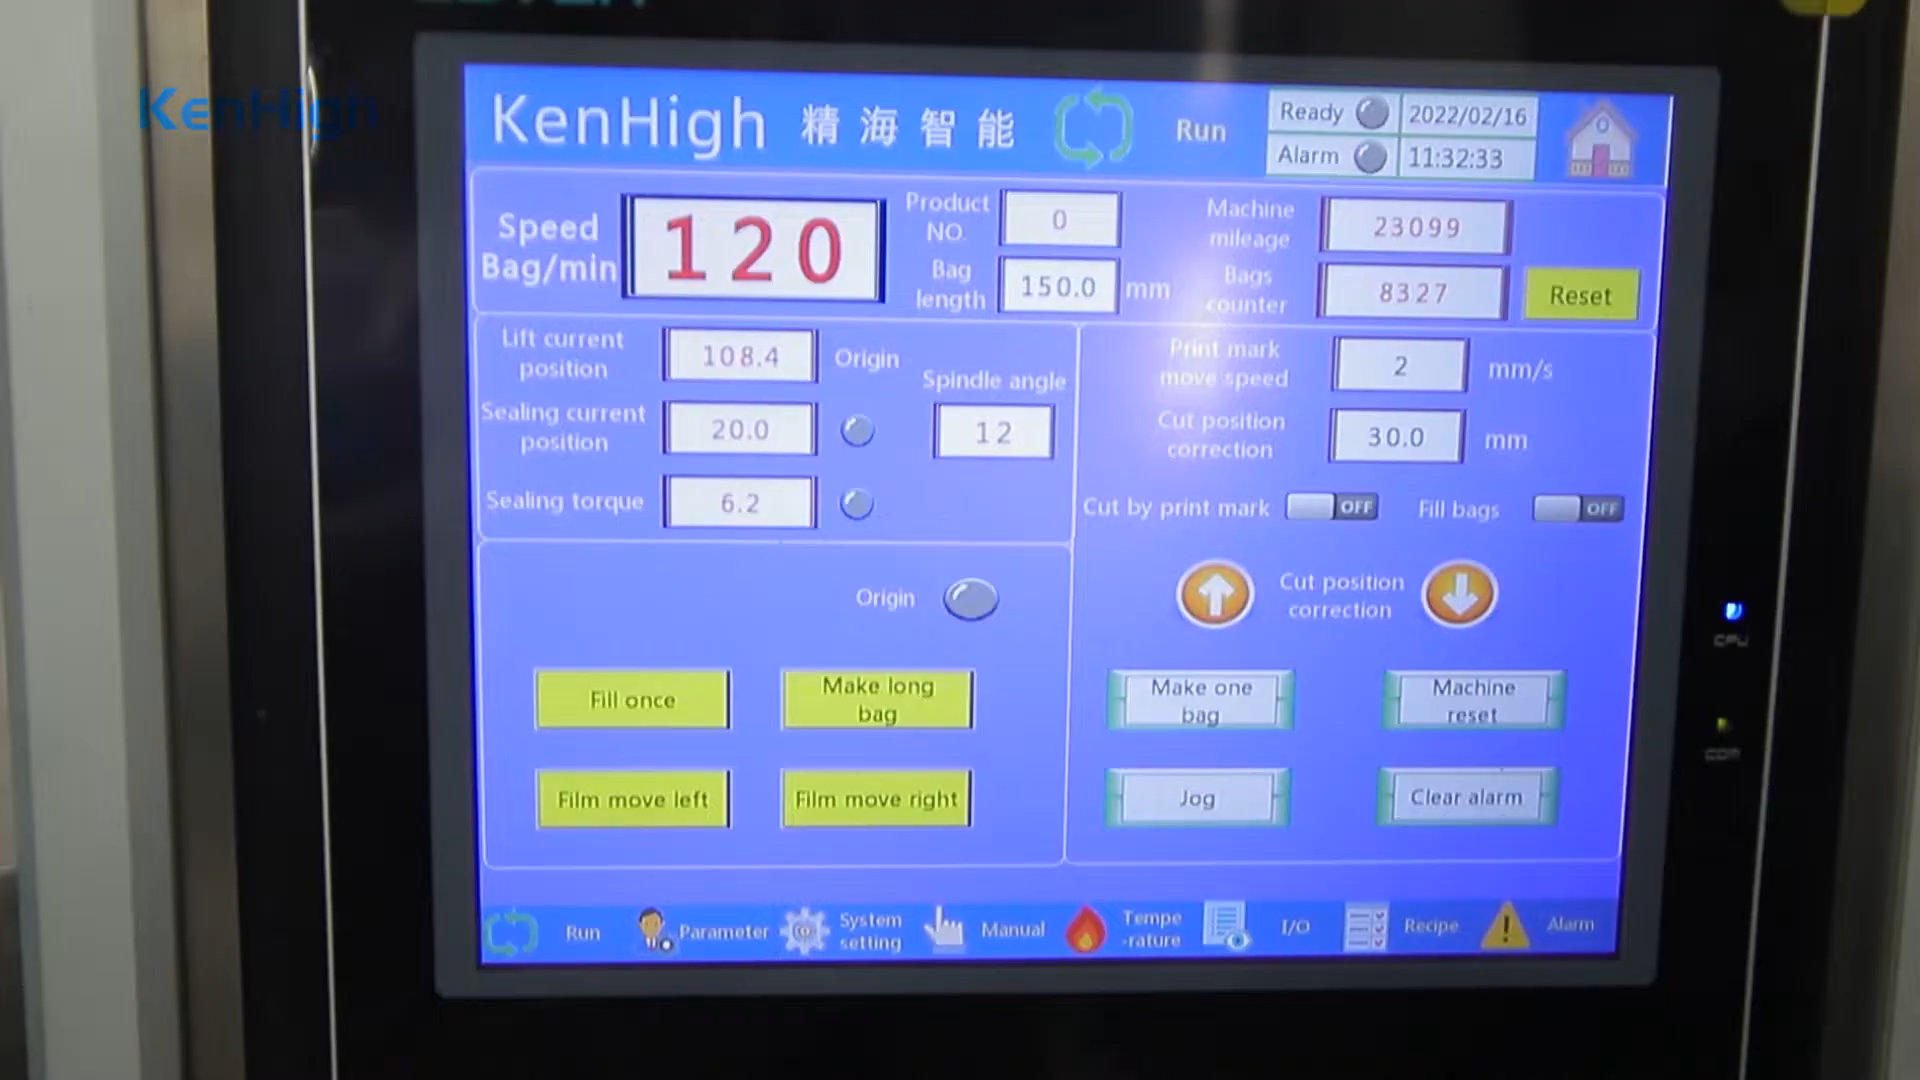 KenHigh
KenHigh 精海智能
Run
Ready
2022/02/16
Alarm
11:32:33
Speed
Bag/min
120
Product
NO.
0
Bag
length
150.0
mm
Machine
mileage
23099
Bags
counter
8327
Reset
Lift current
position
108.4
Origin
Sealing current
position
20.0
Spindle angle
12
Sealing torque
6.2
Print mark
move speed
2
mm/s
Cut position
correction
30.0
mm
Cut by print mark
OFF
Fill bags
OFF
Origin
Cut position
correction
Fill once
Make long
bag
Film move left
Film move right
Make one
bag
Machine
reset
Jog
Clear alarm
Run
Parameter
System
setting
Manual
Tempe
-rature
I/O
Recipe
Alarm
CPU
COM